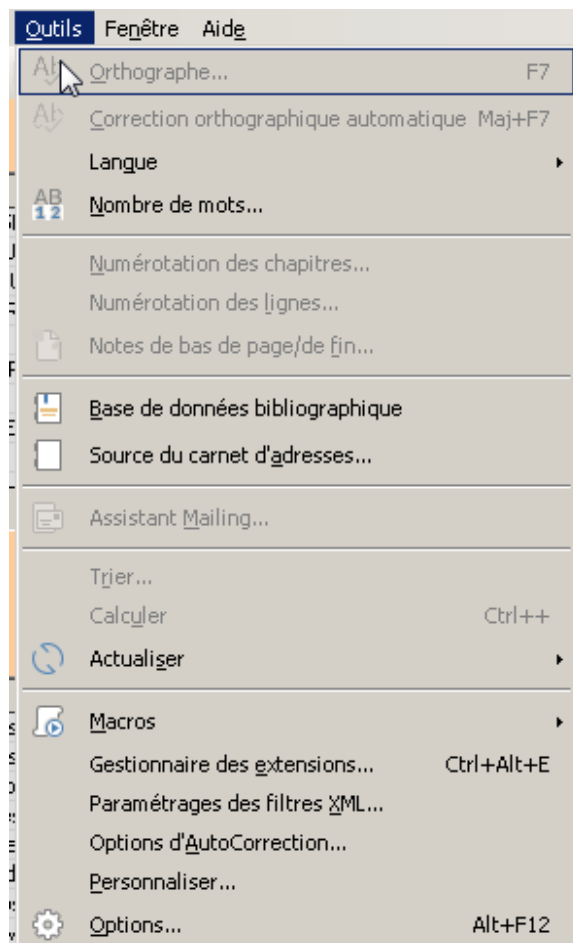 Outils Fenêtre Aide
Orthographe... F7
Correction orthographique automatique Maj+F7
Langue
Nombre de mots...
Numérotation des chapitres...
Numérotation des lignes...
Notes de bas de page/de fin...
Base de données bibliographique
Source du carnet d'adresses...
Assistant Mailing...
Trier...
Calculer Ctrl++
Actualiser
Macros
Gestionnaire des extensions... Ctrl+Alt+E
Paramétrages des filtres XML...
Options d'AutoCorrection...
Personnaliser...
Options... Alt+F12